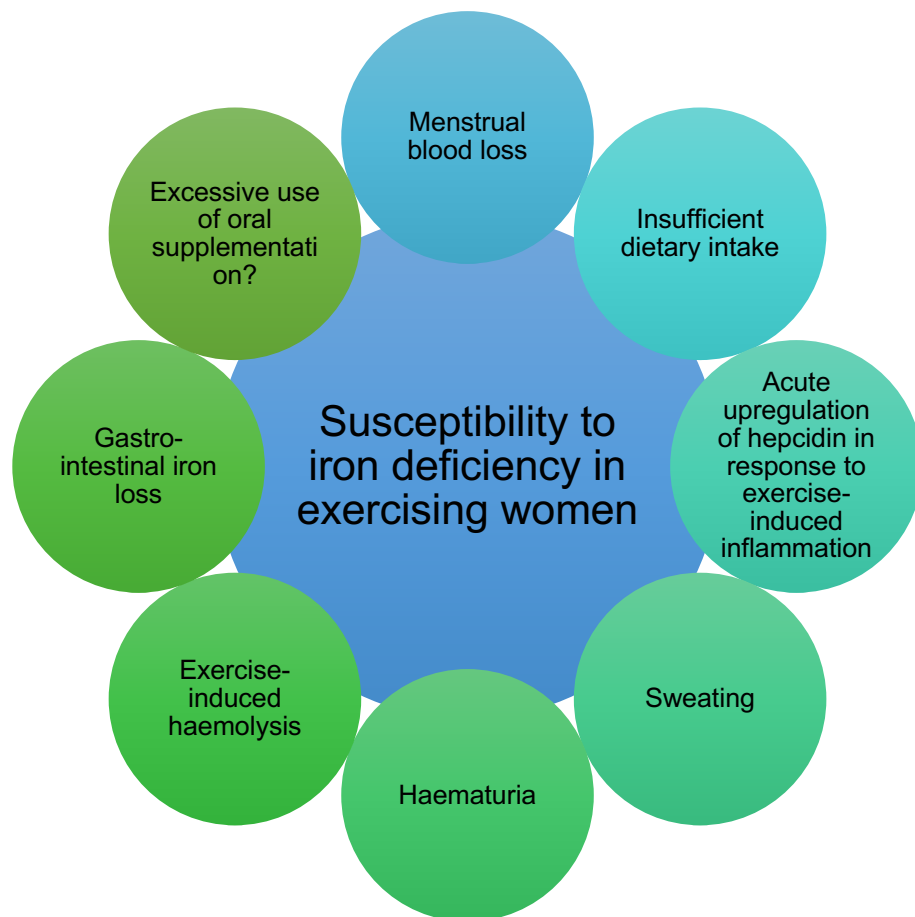 Menstrual
blood loss
Insufficient
dietary intake
Acute
upregulation
of hepcidin in
response to
exercise-
induced
inflammation
Sweating
Haematuria
Exercise-
induced
haemolysis
Gastro-
intestinal iron
loss
Excessive use
of oral
supplementati
on?
Susceptibility to
iron deficiency in
exercising women